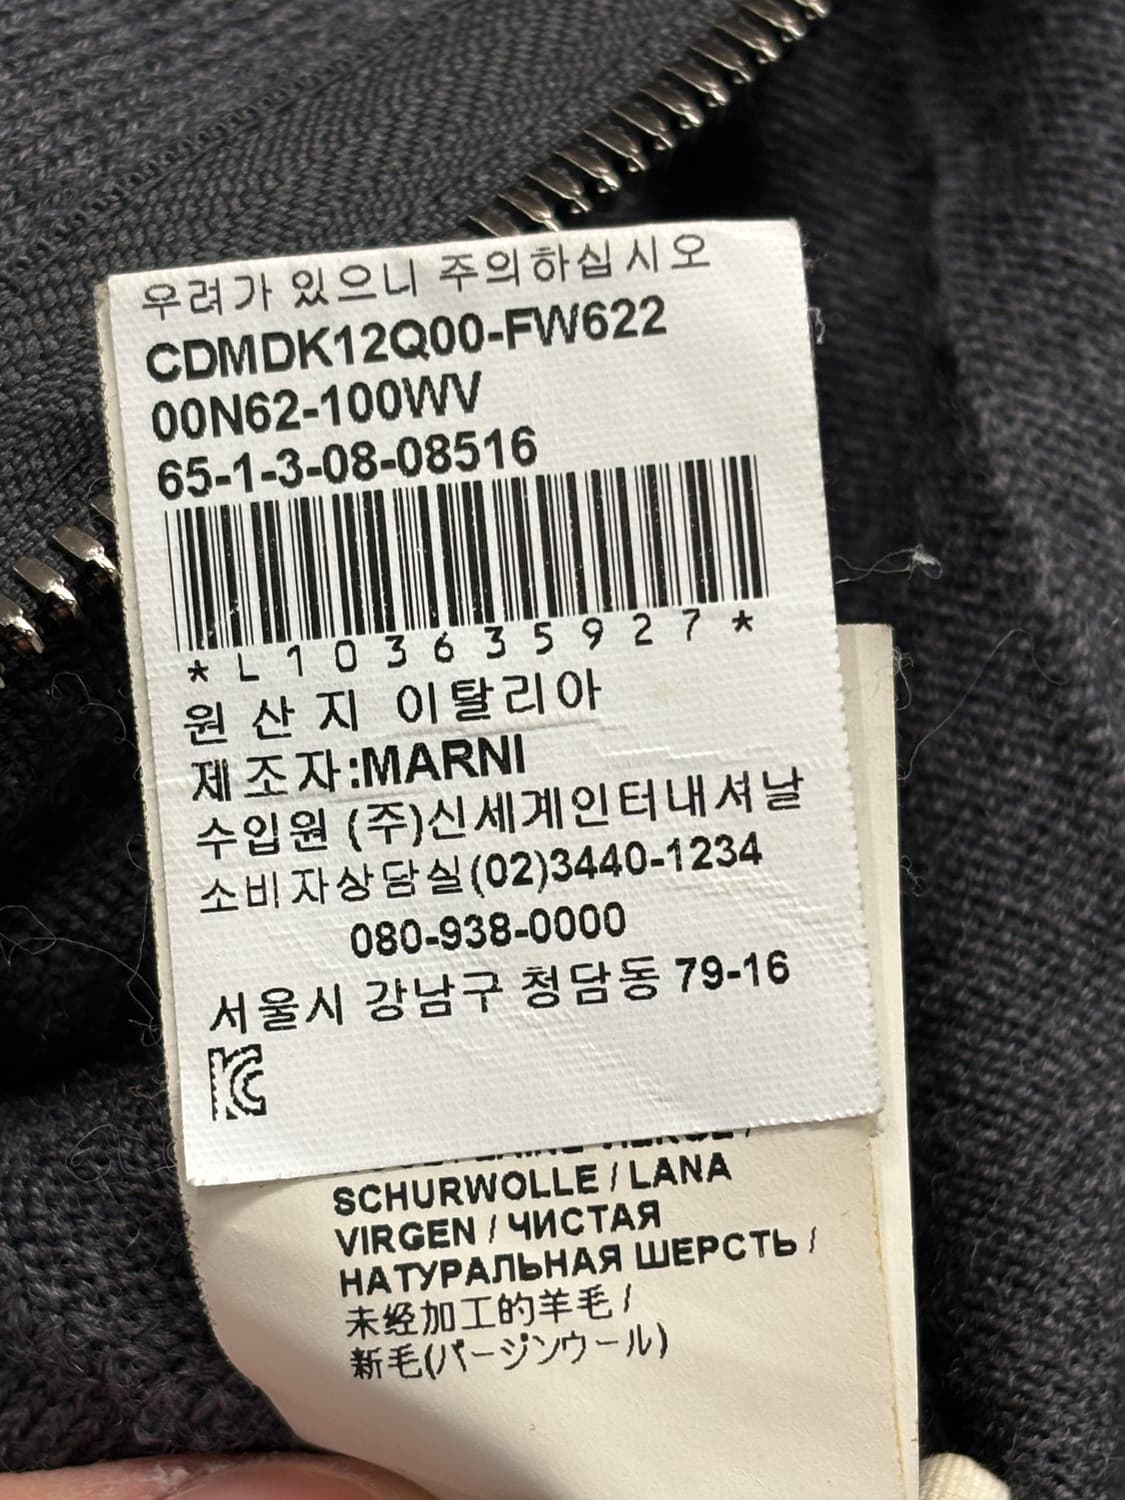 우려가 있으니 주의하십시오
CDMDK12Q00-FW622
00N62-100WV
65-1-3-08-08516
*L103635927*
원산지 이탈리아
제조자:MARNI
수입원 (주)신세계인터내셔날
소비자상담실(02)3440-1234
080-938-0000
서울시 강남구 청담동 79-16
KC
SCHURWOLLE / LANA
VIRGEN / ЧИСТАЯ
НАТУРАЛЬНАЯ ШЕРСТЬ /
未经加工的羊毛 /
新毛(バージンウール)